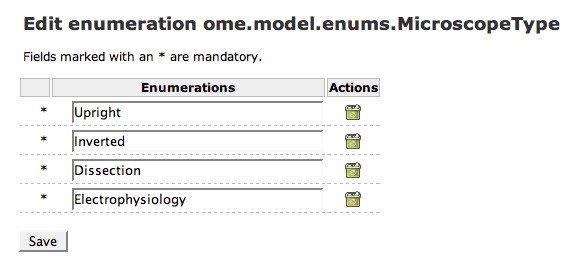 Edit enumeration ome.model.enums.MicroscopeType
Fields marked with an * are mandatory.
Enumerations Actions
* Upright
* Inverted
* Dissection
* Electrophysiology
Save